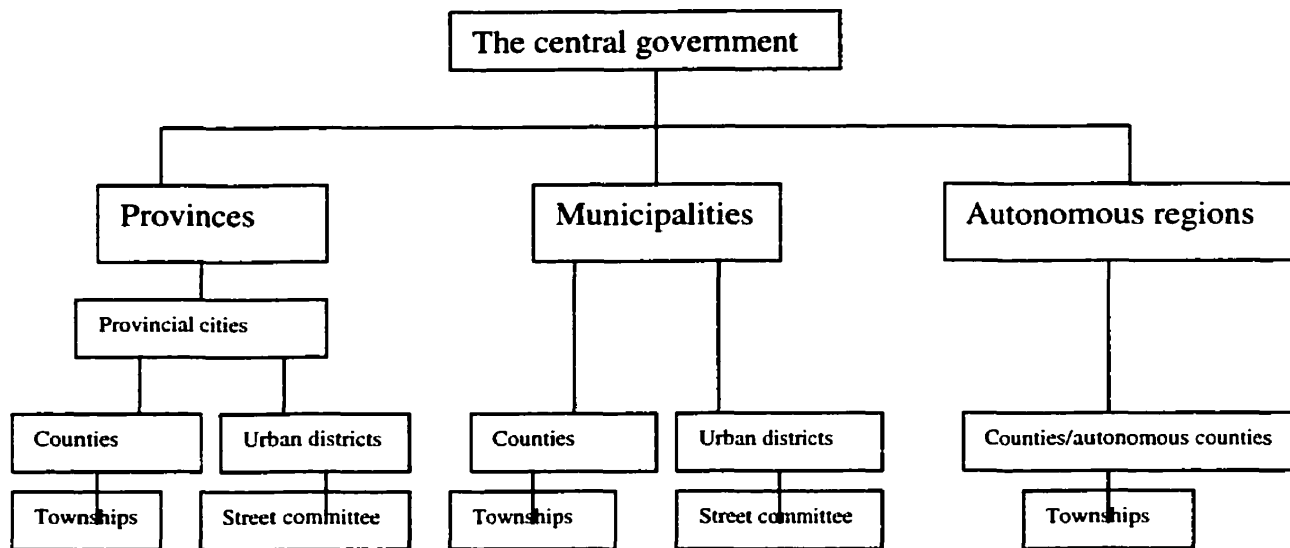 The central government
Provinces
Municipalities
Autonomous regions
Provincial cities
Counties
Urban districts
Counties
Urban districts
Counties/autonomous counties
Townships
Street committee
Townships
Street committee
Townships